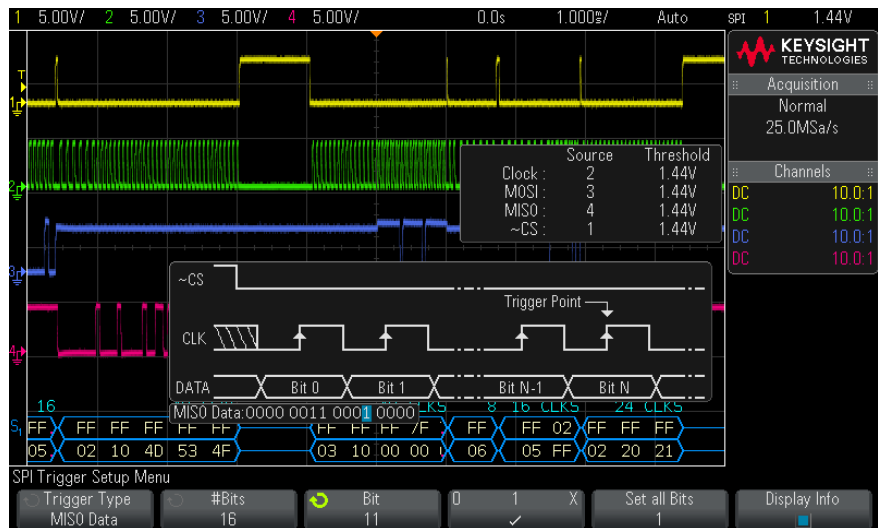 1 5.00V/ 2 5.00V/ 3 5.00V/ 4 5.00V/ 0.0s 1.000ms/ Auto SPI 1 1.44V
KEYSIGHT
TECHNOLOGIES
Acquisition
Normal
25.0MSa/s
Channels
DC 10.0:1
DC 10.0:1
DC 10.0:1
DC 10.0:1
T
1
2
3
4
Source Threshold
Clock : 2 1.44V
MOSI : 3 1.44V
MISO : 4 1.44V
~CS : 1 1.44V
~CS
Trigger Point
CLK
DATA Bit 0 Bit 1 Bit N-1 Bit N
16 CLKS 8 16 CLKS 24 CLKS
MISO Data:0000 0011 0001 0000
S1 FF FF FF FF FF FF FF FF FF 7F FF FF 02 FF FF FF
05 02 10 4D 53 4F 03 10 00 00 06 05 FF 02 20 21
SPI Trigger Setup Menu
Trigger Type #Bits Bit 0 1 X Set all Bits Display Info
MISO Data 16 11 ✓ 1